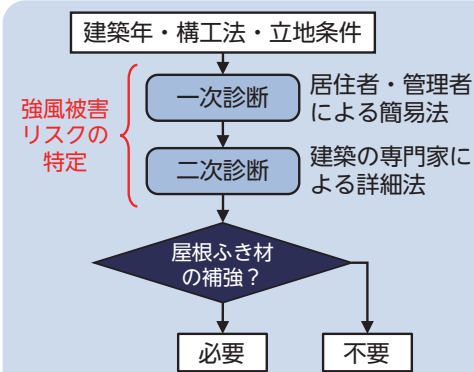 建築年・構工法・立地条件
強風被害
リスクの
特定
一次診断
居住者・管理者
による簡易法
二次診断
建築の専門家に
よる詳細法
屋根ふき材
の補強？
必要
不要